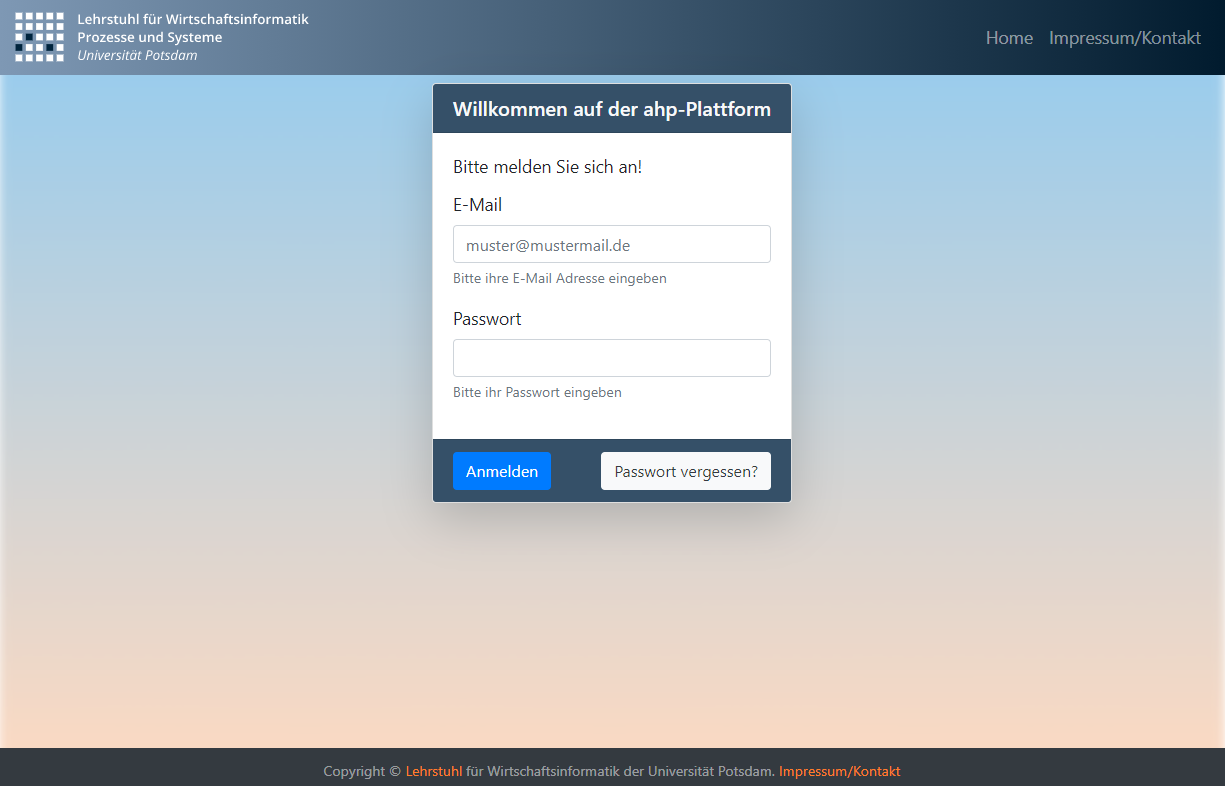 Lehrstuhl für Wirtschaftsinformatik
Prozesse und Systeme
Universität Potsdam
Home Impressum/Kontakt
Willkommen auf der ahp-Plattform
Bitte melden Sie sich an!
E-Mail
muster@mustermail.de
Bitte ihre E-Mail Adresse eingeben
Passwort
Bitte ihr Passwort eingeben
Anmelden Passwort vergessen?
Copyright © Lehrstuhl für Wirtschaftsinformatik der Universität Potsdam. Impressum/Kontakt